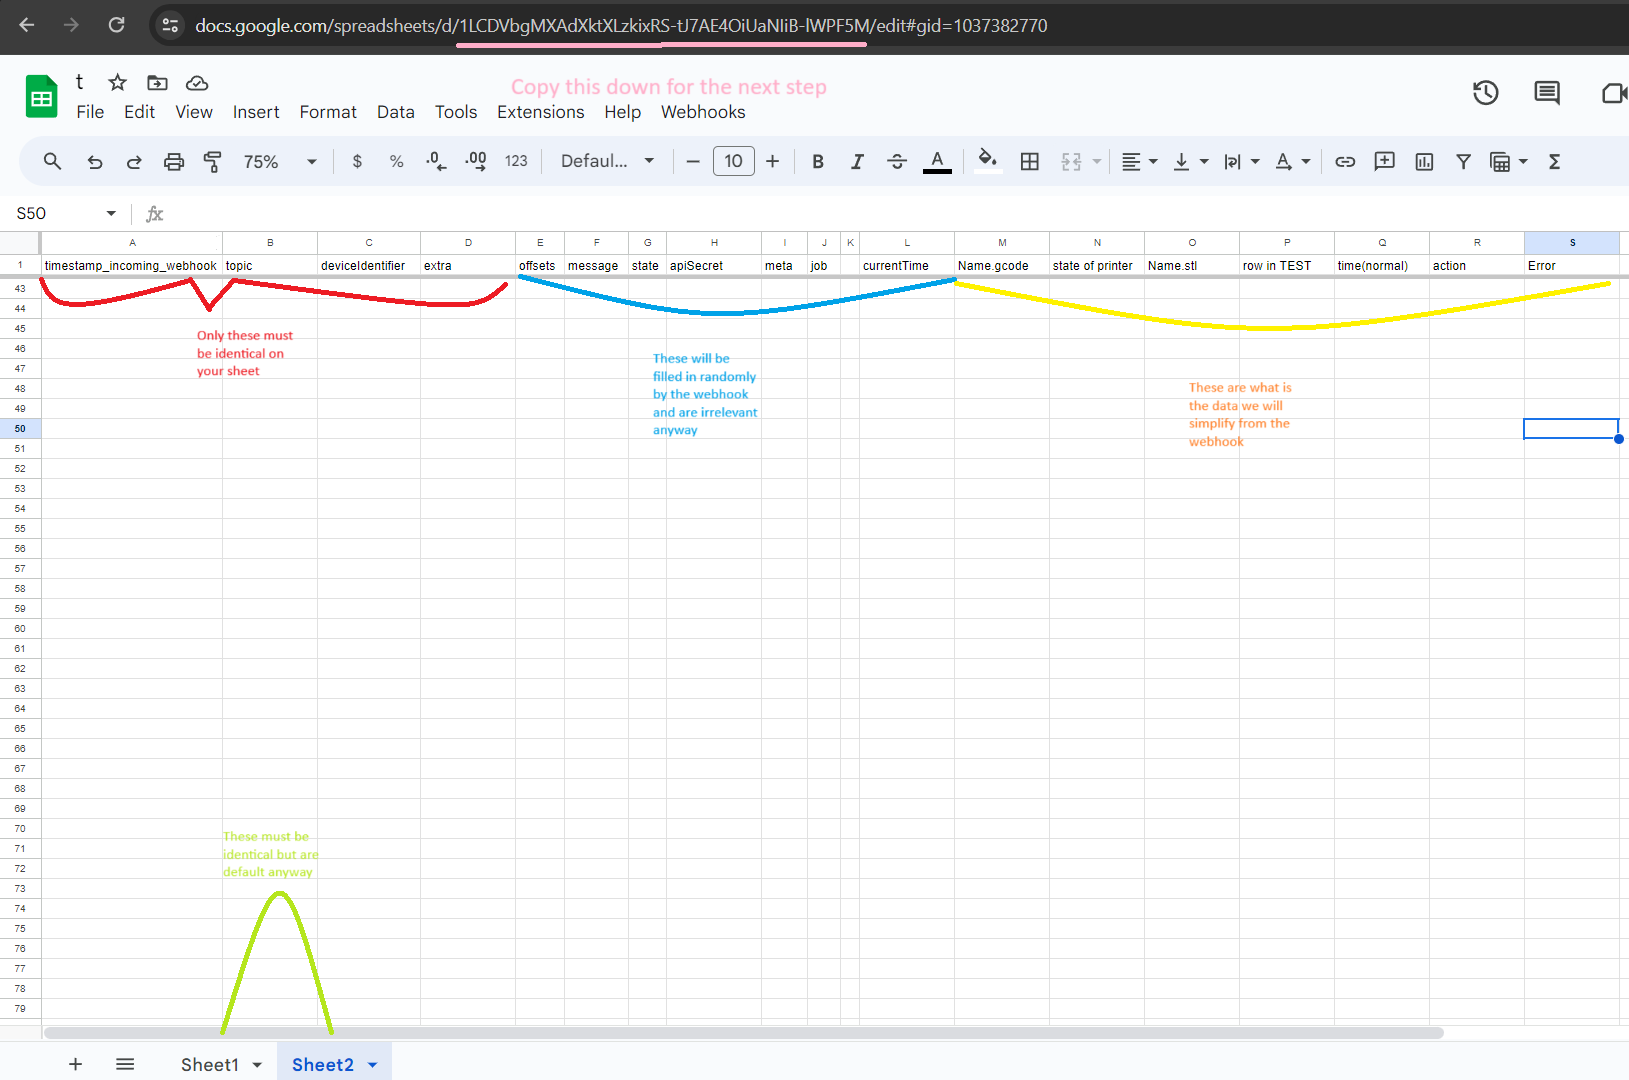 docs.google.com/spreadsheets/d/1LCDVbgMXAdXktXLzkixRS-tJ7AE4OiUaNIiB-lWPF5M/edit#gid=1037382770
t
Copy this down for the next step
File Edit View Insert Format Data Tools Extensions Help Webhooks
75% $ % .0 .00 123 Defaul... 10 B I A A Σ
S50 fx
A B C D E F G H I J K L M N O P Q R S
1 timestamp_incoming_webhook topic deviceIdentifier extra offsets message state apiSecret meta job currentTime Name.gcode state of printer Name.stl row in TEST time(normal) action Error
43
44
45
46
47
48
49
50
51
52
53
54
55
56
57
58
59
60
61
62
63
64
65
66
67
68
69
70
71
72
73
74
75
76
77
78
79
Only these must
be identical on
your sheet
These will be
filled in randomly
by the webhook
and are irrelevant
anyway
These are what is
the data we will
simplify from the
webhook
These must be
identical but are
default anyway
Sheet1 Sheet2